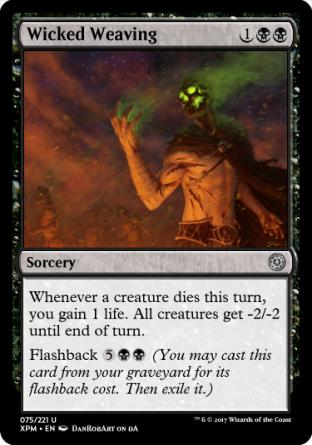 Wicked Weaving 1
Sorcery
Whenever a creature dies this turn,
you gain 1 life. All creatures get -2/-2
until end of turn.
Flashback 5 (You may cast this
card from your graveyard for its
flashback cost. Then exile it.)
075/221 U
XPM • EN DanRobArt on dA
™ & © 2017 Wizards of the Coast